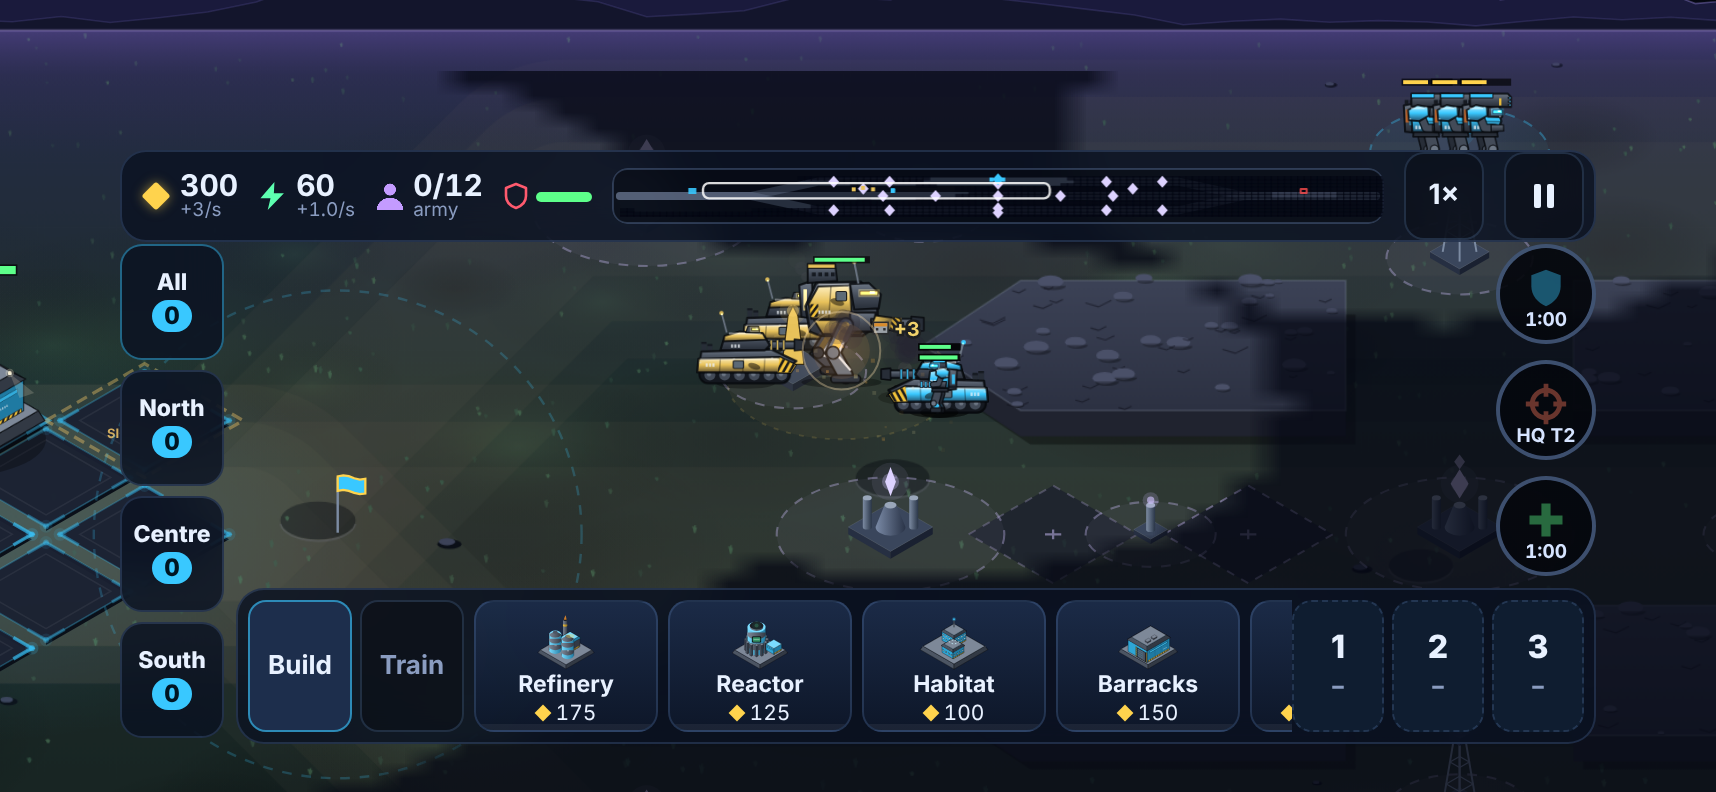 300
+3/s
60
+1.0/s
0/12
army
1×
All
0
North
0
Centre
0
South
0
+3
1:00
HQ T2
1:00
Build
Train
Refinery
175
Reactor
125
Habitat
100
Barracks
150
1
-
2
-
3
-